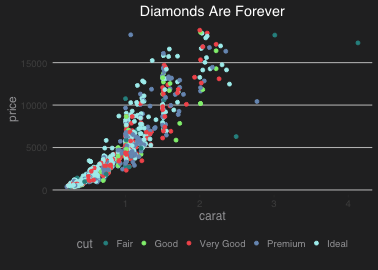 Diamonds Are Forever
price
15000
10000
5000
0
1 2 3 4
carat
cut Fair Good Very Good Premium Ideal